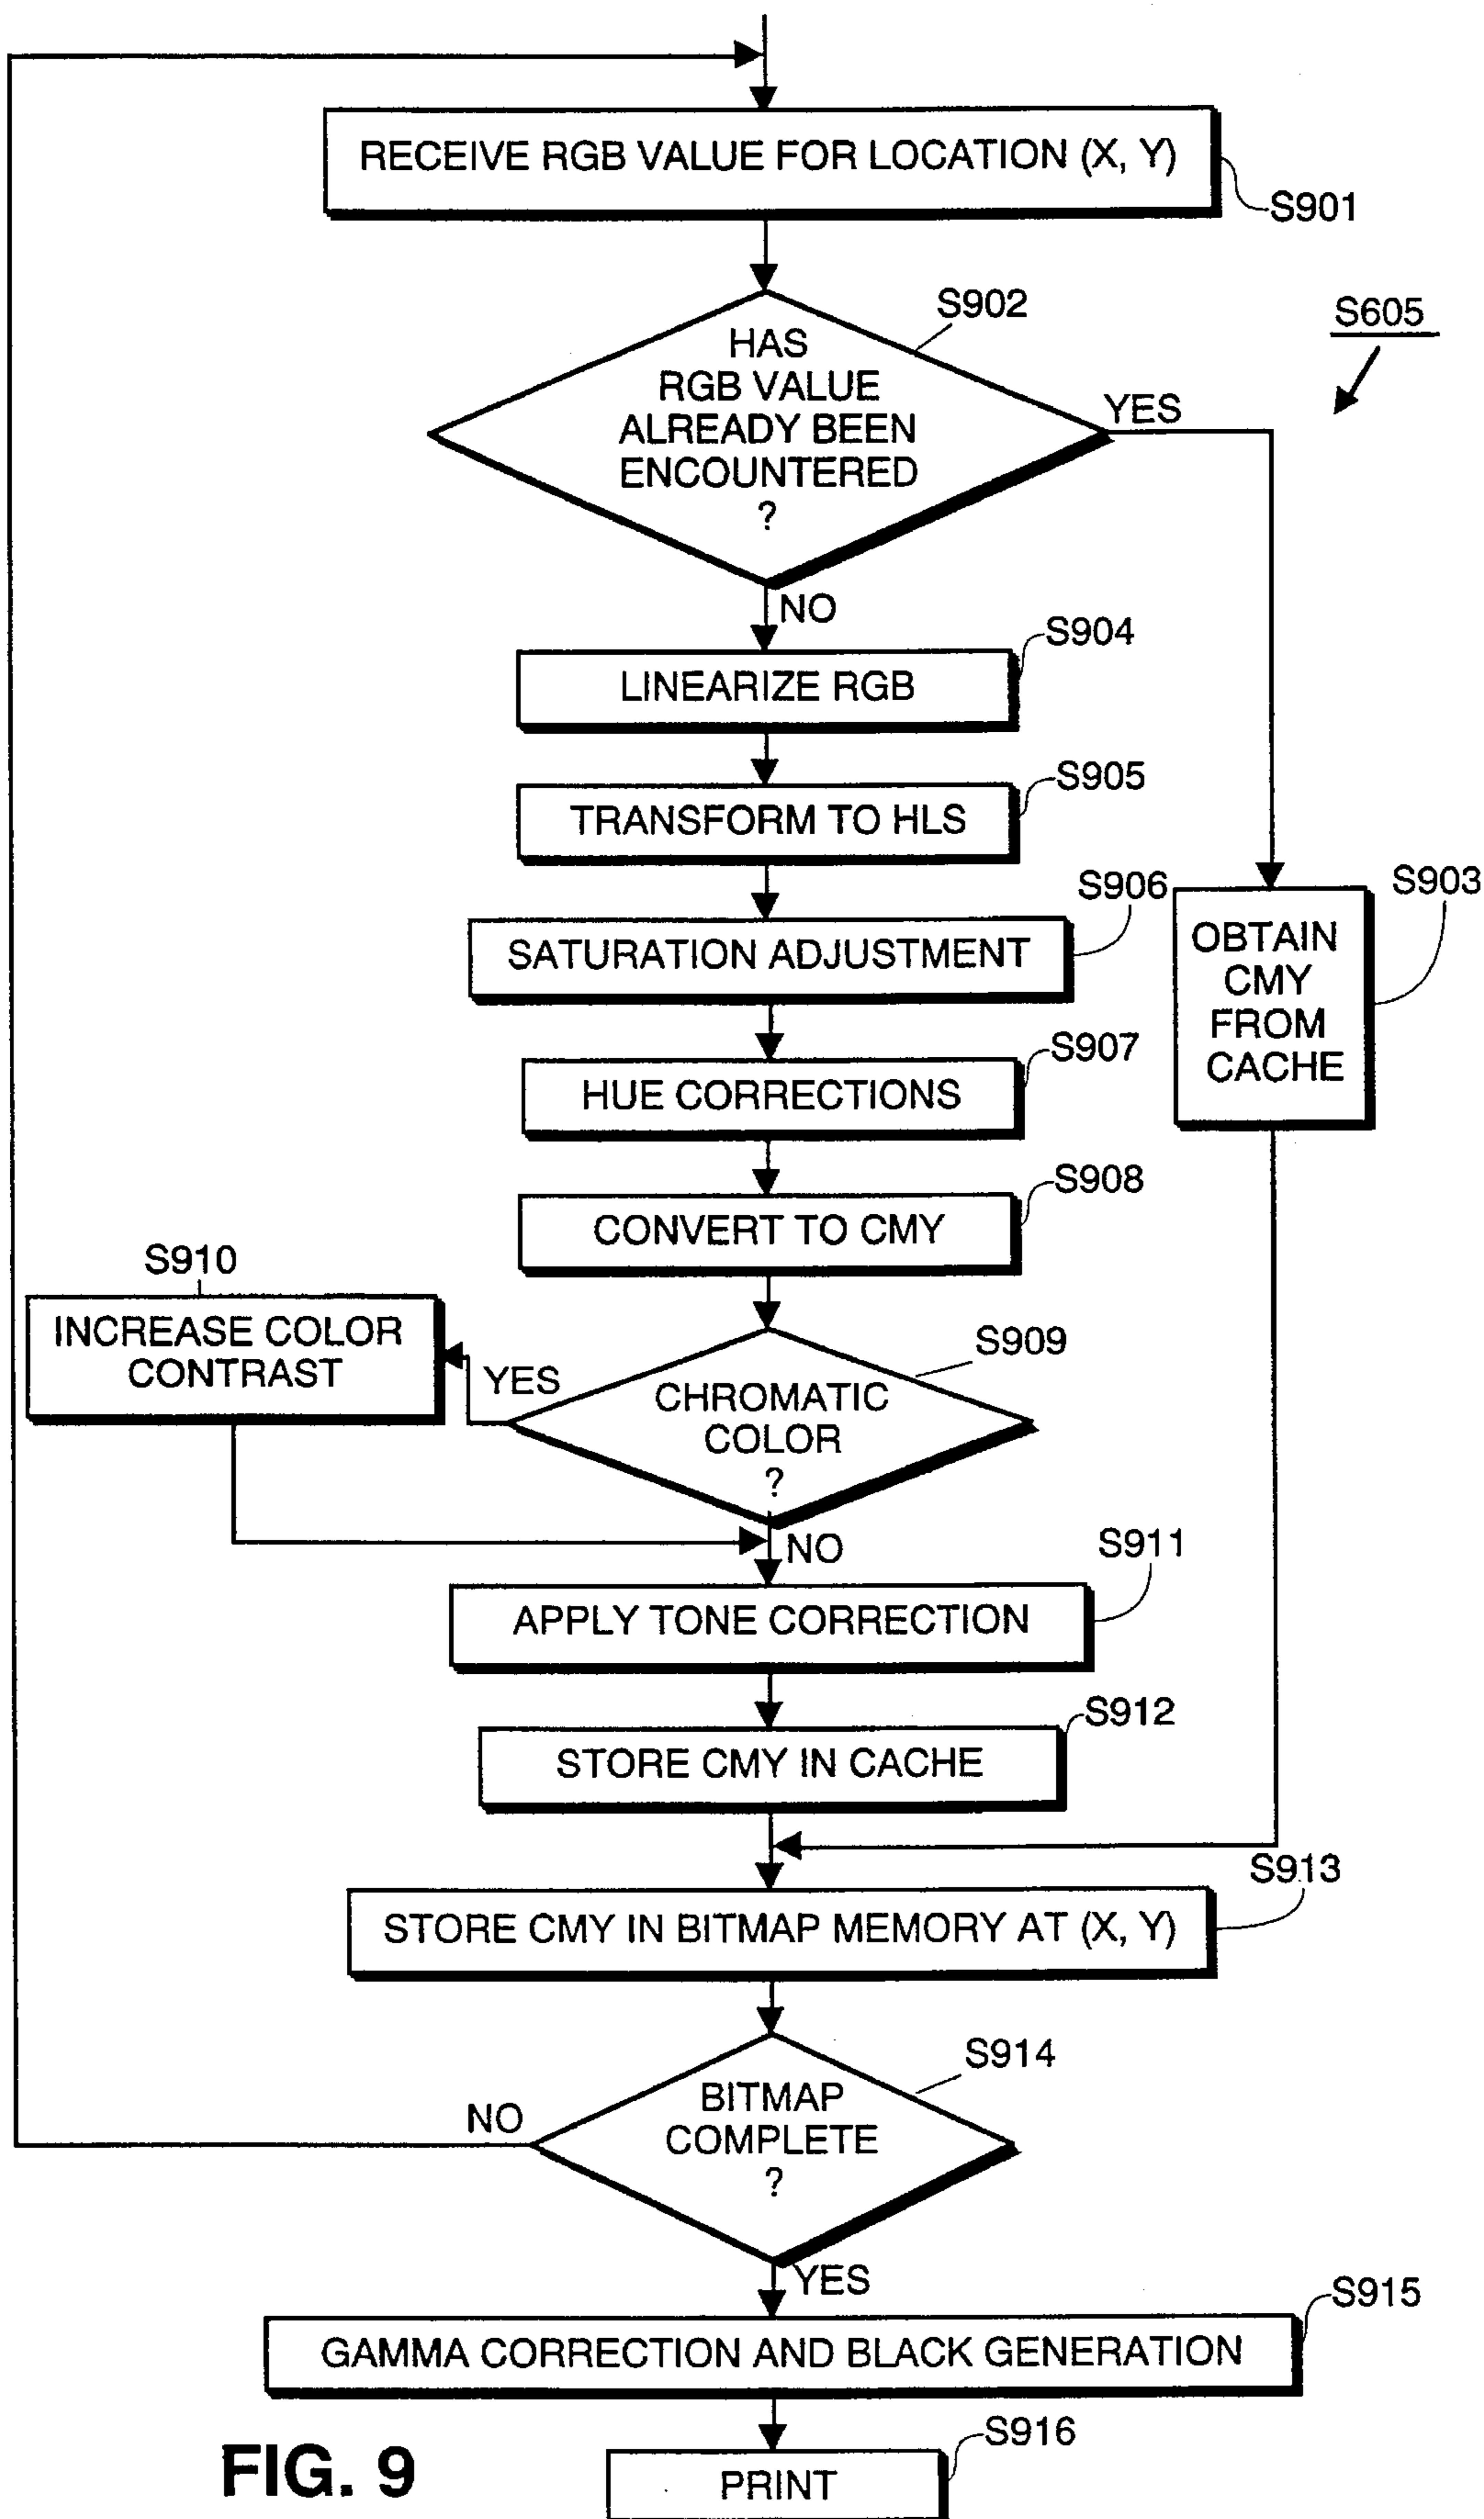 RECEIVE RGB VALUE FOR LOCATION (X, Y)
S901
S902
S605
HAS
RGB VALUE
ALREADY BEEN
ENCOUNTERED
?
YES
NO
S904
LINEARIZE RGB
S905
TRANSFORM TO HLS
S906
SATURATION ADJUSTMENT
S903
OBTAIN
CMY
FROM
CACHE
S907
HUE CORRECTIONS
S908
CONVERT TO CMY
S910
INCREASE COLOR
CONTRAST
YES
S909
CHROMATIC
COLOR
?
NO
S911
APPLY TONE CORRECTION
S912
STORE CMY IN CACHE
S913
STORE CMY IN BITMAP MEMORY AT (X, Y)
S914
BITMAP
COMPLETE
?
NO
YES
S915
GAMMA CORRECTION AND BLACK GENERATION
S916
PRINT
FIG. 9